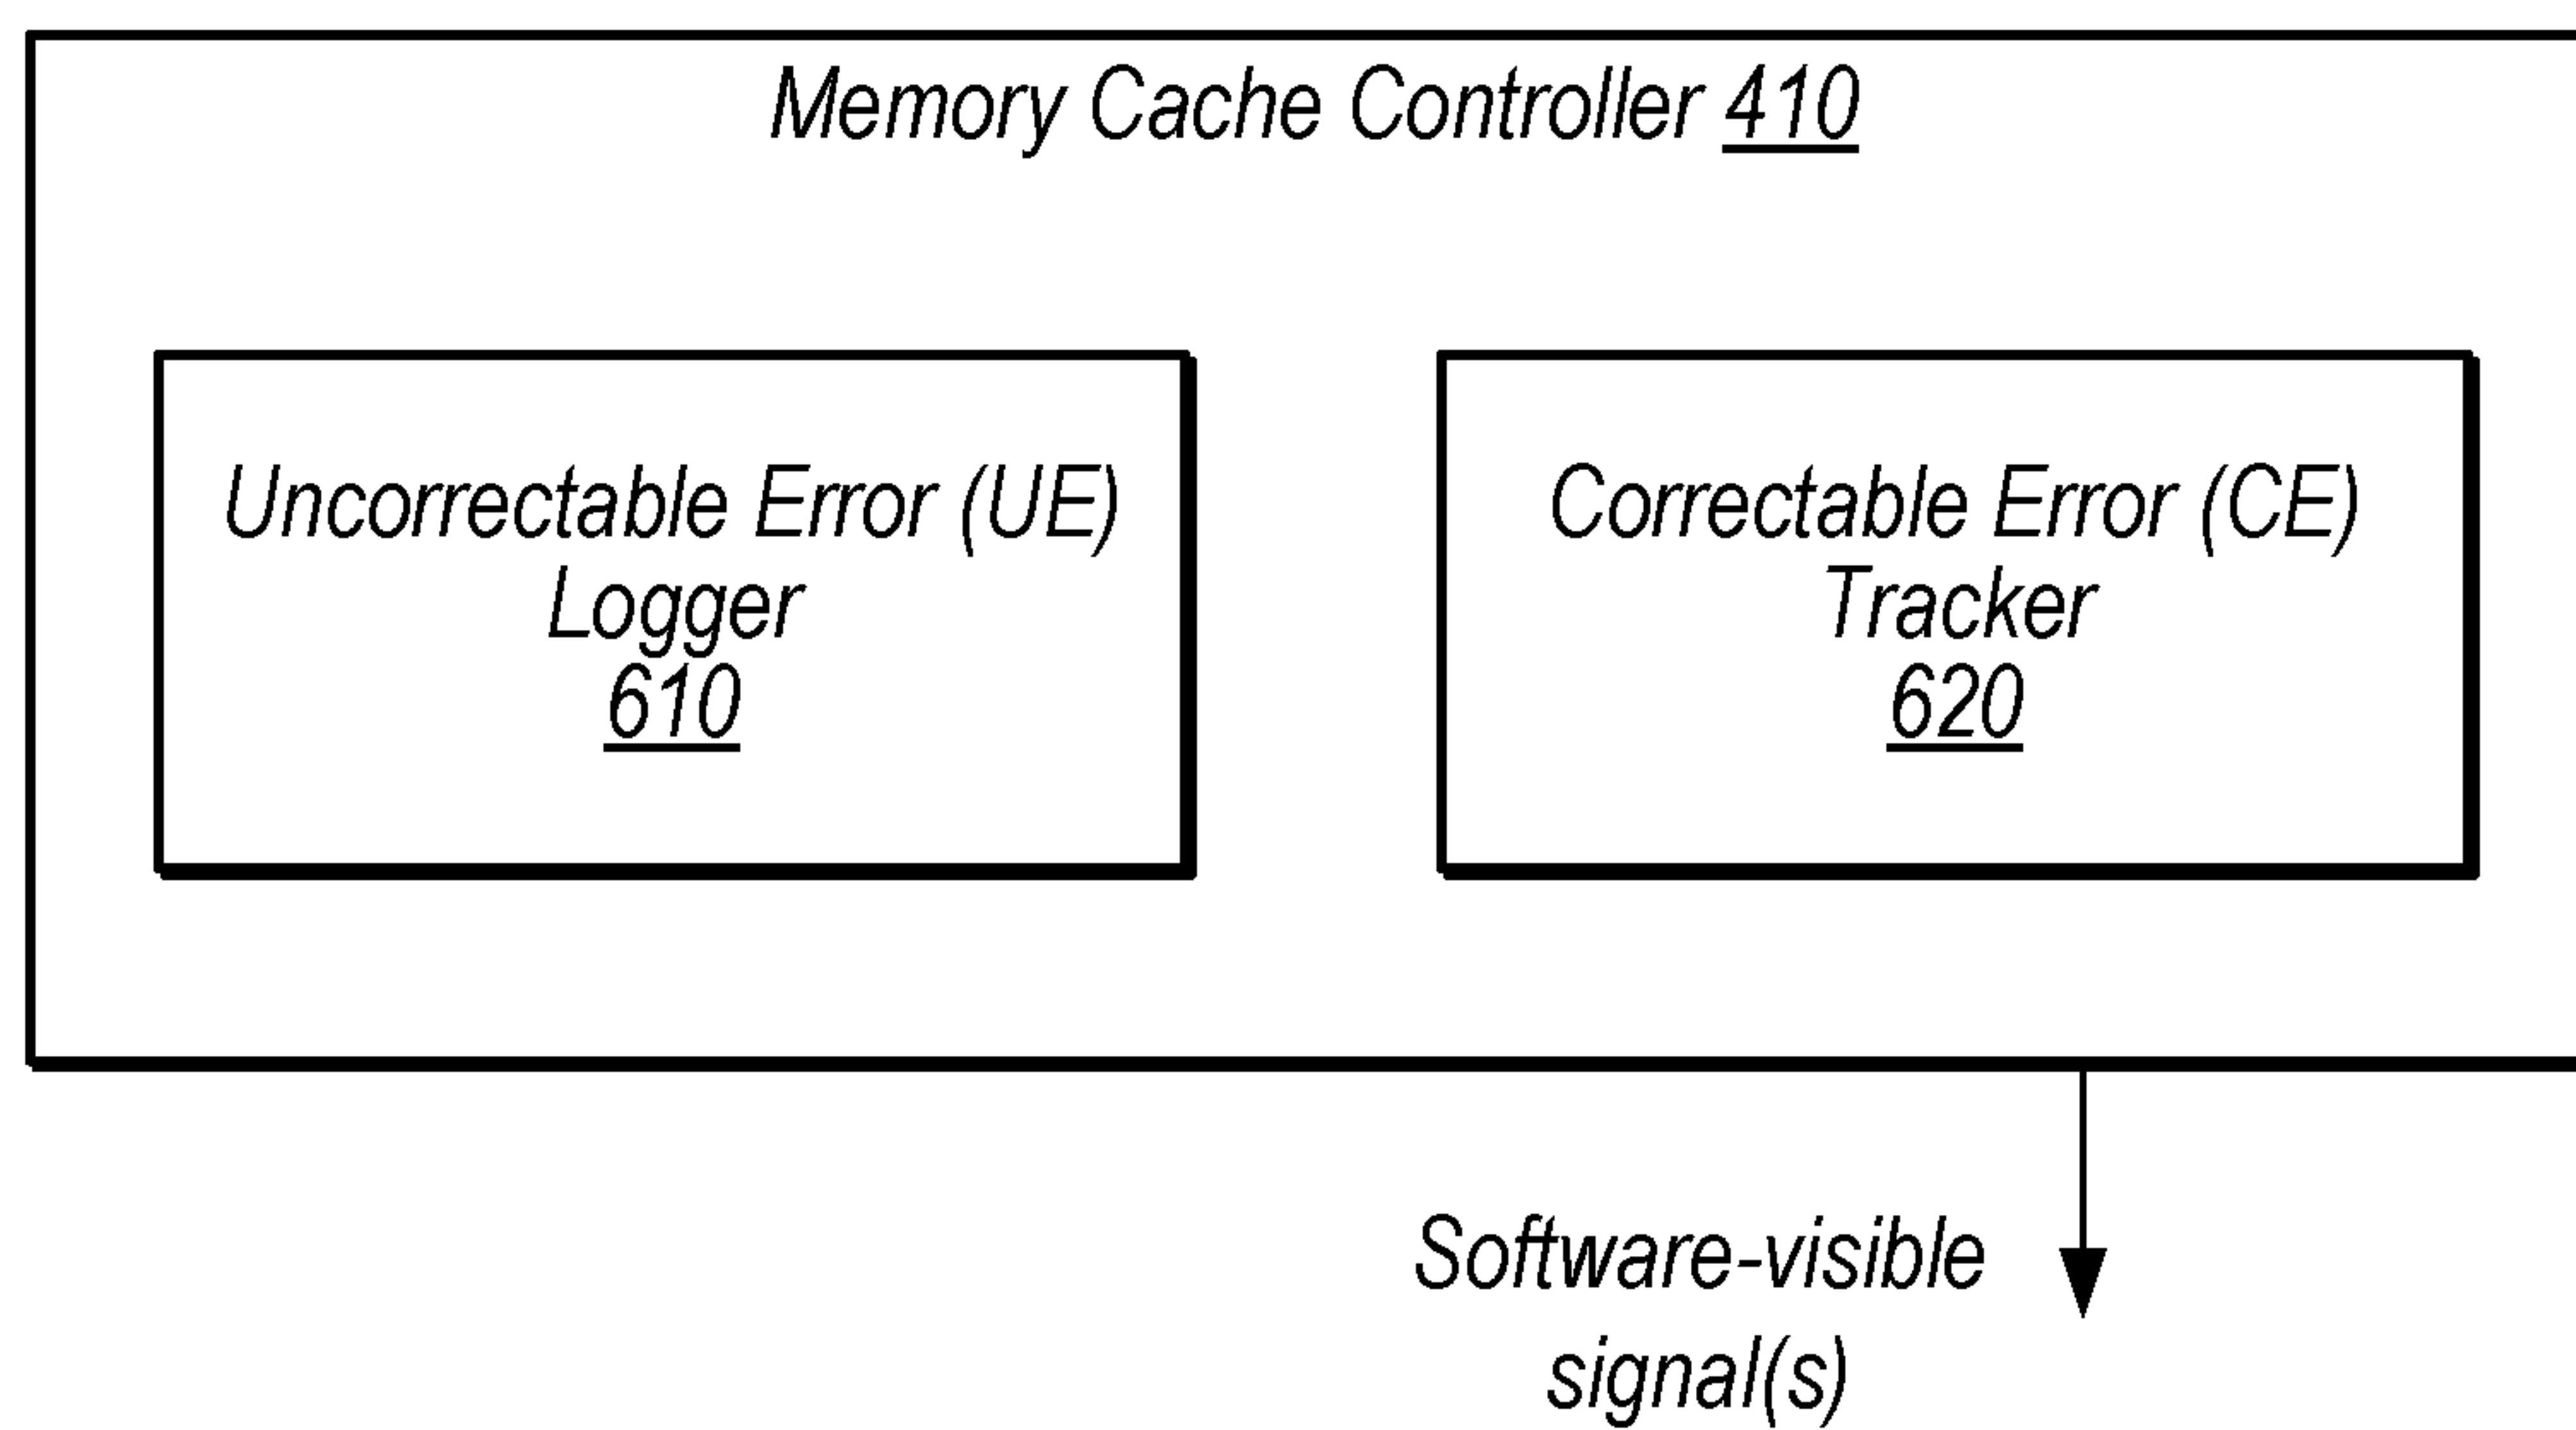 Memory Cache Controller 410
Uncorrectable Error (UE)
Logger
610
Correctable Error (CE)
Tracker
620
Software-visible
signal(s)